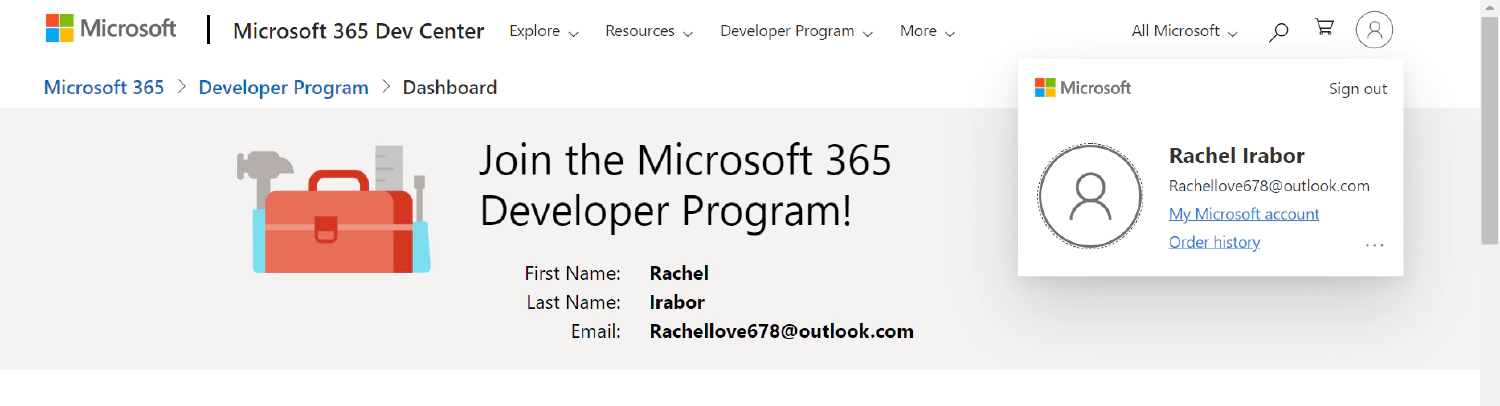 Microsoft Microsoft 365 Dev Center Explore Resources Developer Program More All Microsoft
Microsoft 365 > Developer Program > Dashboard
Microsoft Sign out
Join the Microsoft 365
Developer Program!
First Name: Rachel
Last Name: Irabor
Email: Rachellove678@outlook.com
Rachel Irabor
Rachellove678@outlook.com
My Microsoft account
Order history
...